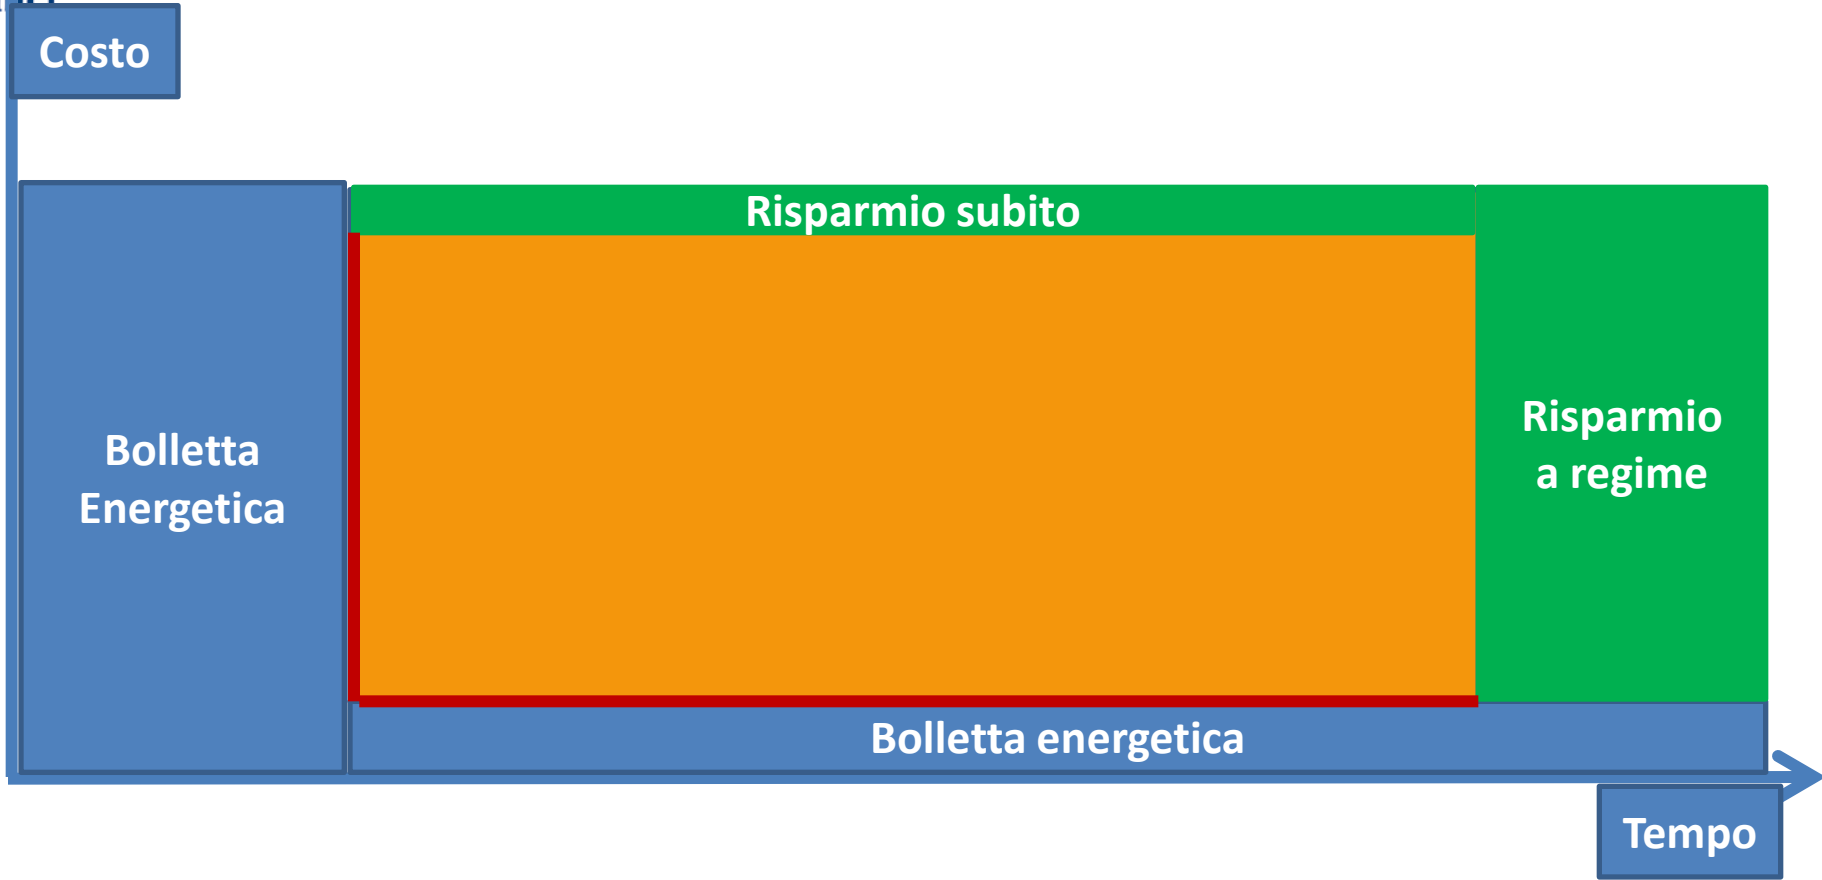 Costo
Risparmio subito
Bolletta
Energetica
Risparmio
a regime
Bolletta energetica
Tempo